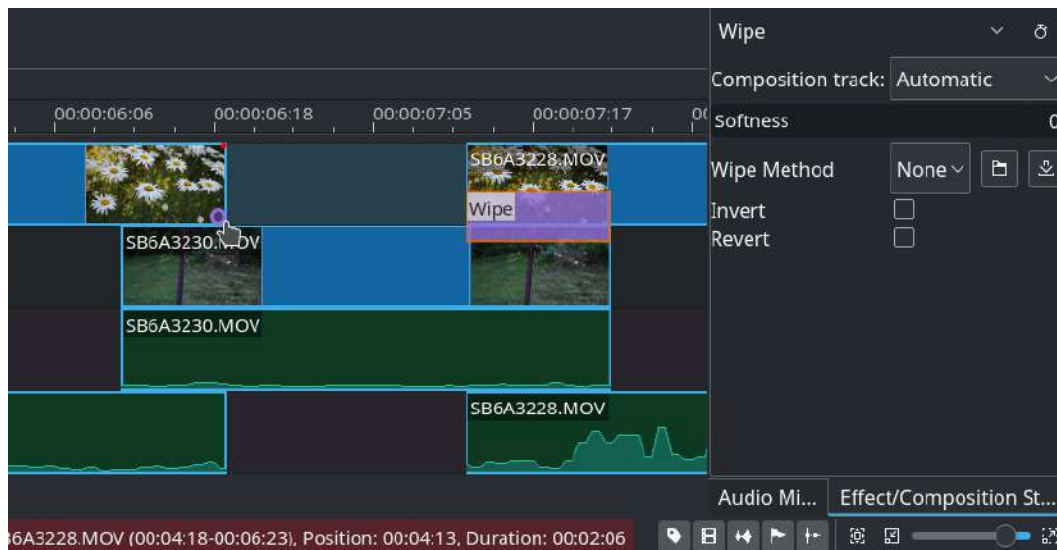 Wipe
Composition track: Automatic
00:00:06:06 00:00:06:18 00:00:07:05 00:00:07:17
Softness
SB6A3228.MOV
Wipe Method None
Wipe
Invert
SB6A3230.MOV
Revert
SB6A3230.MOV
SB6A3228.MOV
Audio Mi... Effect/Composition St...
6A3228.MOV (00:04:18-00:06:23), Position: 00:04:13, Duration: 00:02:06